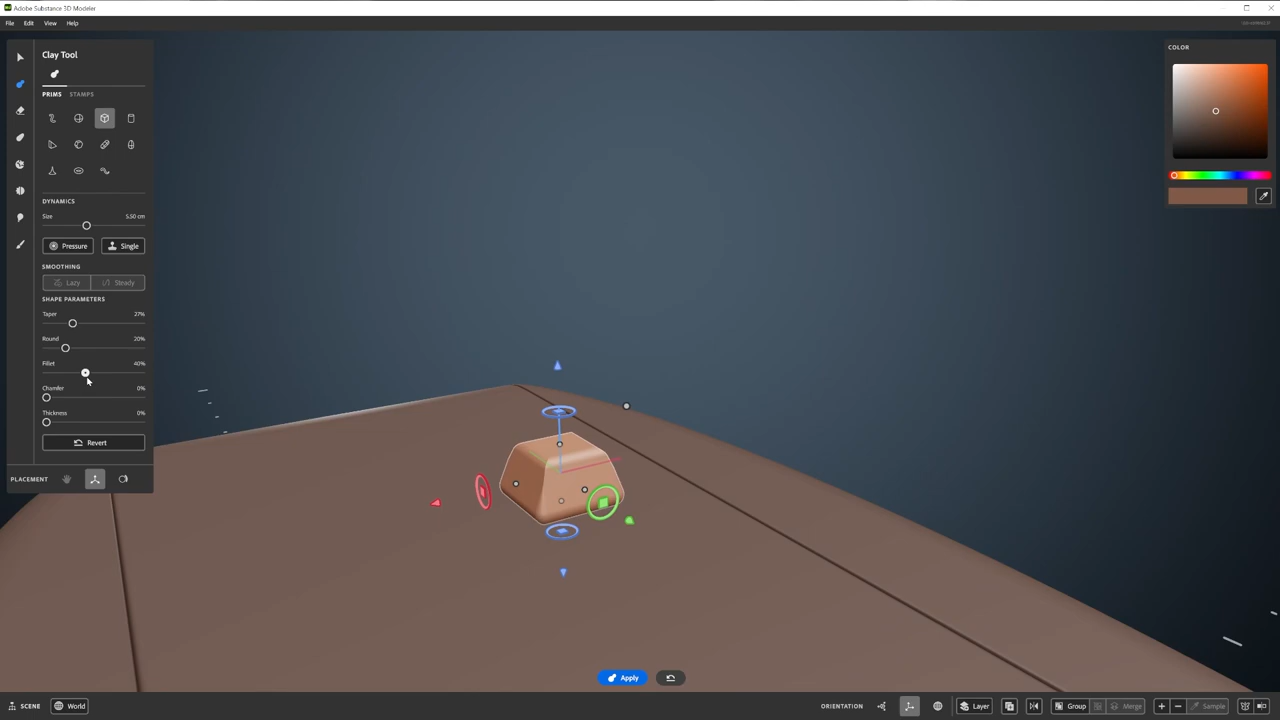 Adobe Substance 3D Modeler
File Edit View Help
Clay Tool
PRIMS STAMPS
DYNAMICS
Size 5.50 cm
Pressure Single
SMOOTHING
Lazy Steady
SHAPE PARAMETERS
Taper 27%
Round 20%
Fillet 40%
Chamfer 0%
Thickness 0%
Revert
PLACEMENT
COLOR
Apply
SCENE World
ORIENTATION Layer Group Merge Sample